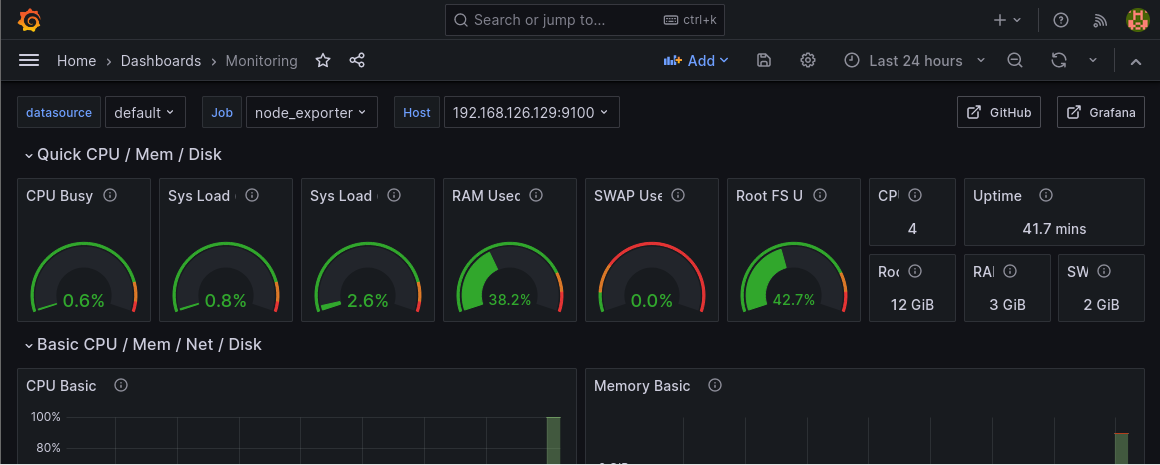 Search or jump to... ctrl+k
Home Dashboards Monitoring Add Last 24 hours
datasource default Job node_exporter Host 192.168.126.129:9100 GitHub Grafana
Quick CPU / Mem / Disk
CPU Busy Sys Load Sys Load RAM Used SWAP Use Root FS U CPU Uptime
4 41.7 mins
Roo RAI SW
0.6% 0.8% 2.6% 38.2% 0.0% 42.7% 12 GiB 3 GiB 2 GiB
Basic CPU / Mem / Net / Disk
CPU Basic Memory Basic
100%
80%